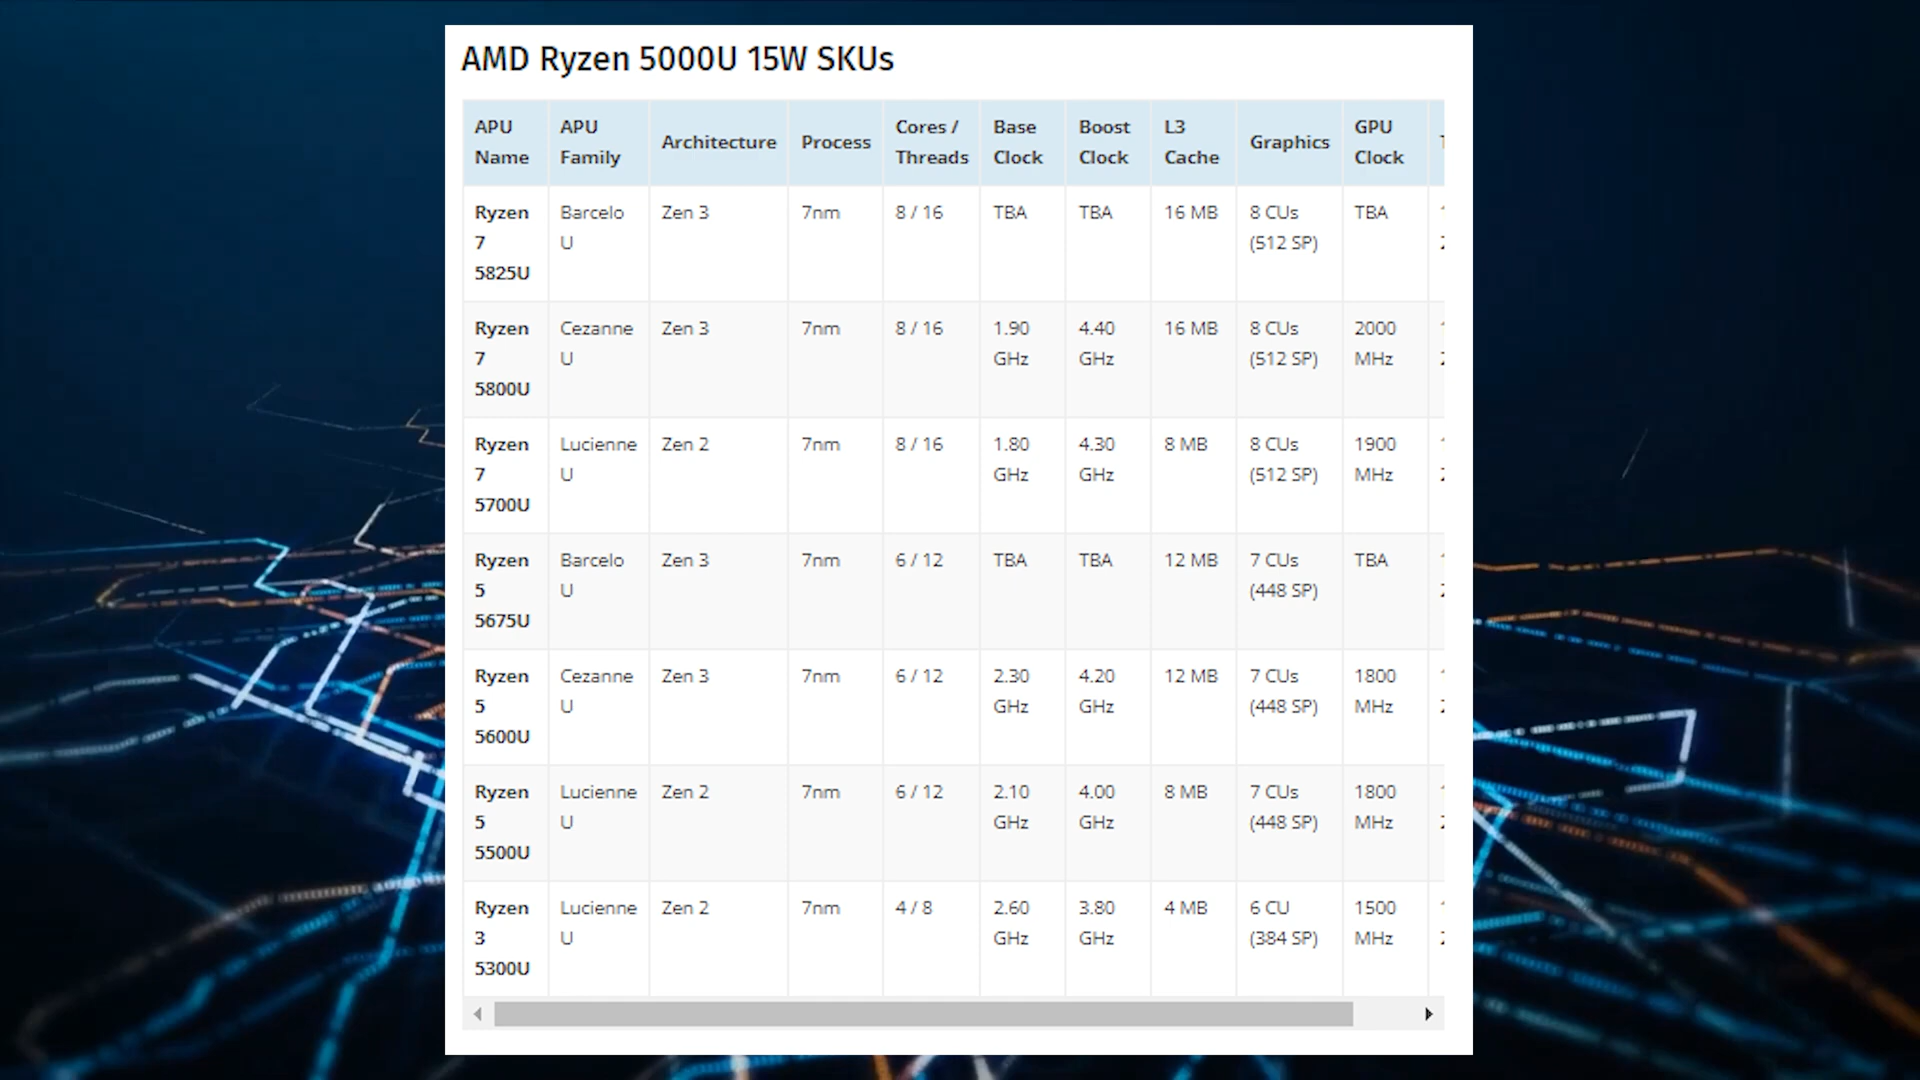 AMD Ryzen 5000U 15W SKUs
APU Name | APU Family | Architecture | Process | Cores / Threads | Base Clock | Boost Clock | L3 Cache | Graphics | GPU Clock
Ryzen 7 5825U | Barcelo U | Zen 3 | 7nm | 8 / 16 | TBA | TBA | 16 MB | 8 CUs (512 SP) | TBA
Ryzen 7 5800U | Cezanne U | Zen 3 | 7nm | 8 / 16 | 1.90 GHz | 4.40 GHz | 16 MB | 8 CUs (512 SP) | 2000 MHz
Ryzen 7 5700U | Lucienne U | Zen 2 | 7nm | 8 / 16 | 1.80 GHz | 4.30 GHz | 8 MB | 8 CUs (512 SP) | 1900 MHz
Ryzen 5 5675U | Barcelo U | Zen 3 | 7nm | 6 / 12 | TBA | TBA | 12 MB | 7 CUs (448 SP) | TBA
Ryzen 5 5600U | Cezanne U | Zen 3 | 7nm | 6 / 12 | 2.30 GHz | 4.20 GHz | 12 MB | 7 CUs (448 SP) | 1800 MHz
Ryzen 5 5500U | Lucienne U | Zen 2 | 7nm | 6 / 12 | 2.10 GHz | 4.00 GHz | 8 MB | 7 CUs (448 SP) | 1800 MHz
Ryzen 3 5300U | Lucienne U | Zen 2 | 7nm | 4 / 8 | 2.60 GHz | 3.80 GHz | 4 MB | 6 CU (384 SP) | 1500 MHz